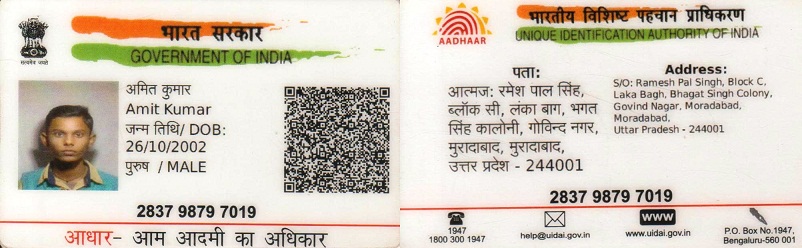 भारत सरकार
GOVERNMENT OF INDIA
सत्यमेव जयते
अमित कुमार
Amit Kumar
जन्म तिथि/ DOB:
26/10/2002
पुरुष / MALE
2837 9879 7019
आधार- आम आदमी का अधिकार
भारतीय विशिष्ट पहचान प्राधिकरण
UNIQUE IDENTIFICATION AUTHORITY OF INDIA
AADHAAR
पता:
आत्मज: रमेश पाल सिंह,
ब्लॉक सी, लंका बाग, भगत
सिंह कालोनी, गोविन्द नगर,
मुरादाबाद, मुरादाबाद,
उत्तर प्रदेश - 244001
Address:
S/O: Ramesh Pal Singh, Block C,
Laka Bagh, Bhagat Singh Colony,
Govind Nagar, Moradabad,
Moradabad,
Uttar Pradesh - 244001
2837 9879 7019
1947
1800 300 1947
help@uidai.gov.in
www
www.uidai.gov.in
P.O. Box No.1947,
Bengaluru-560 001